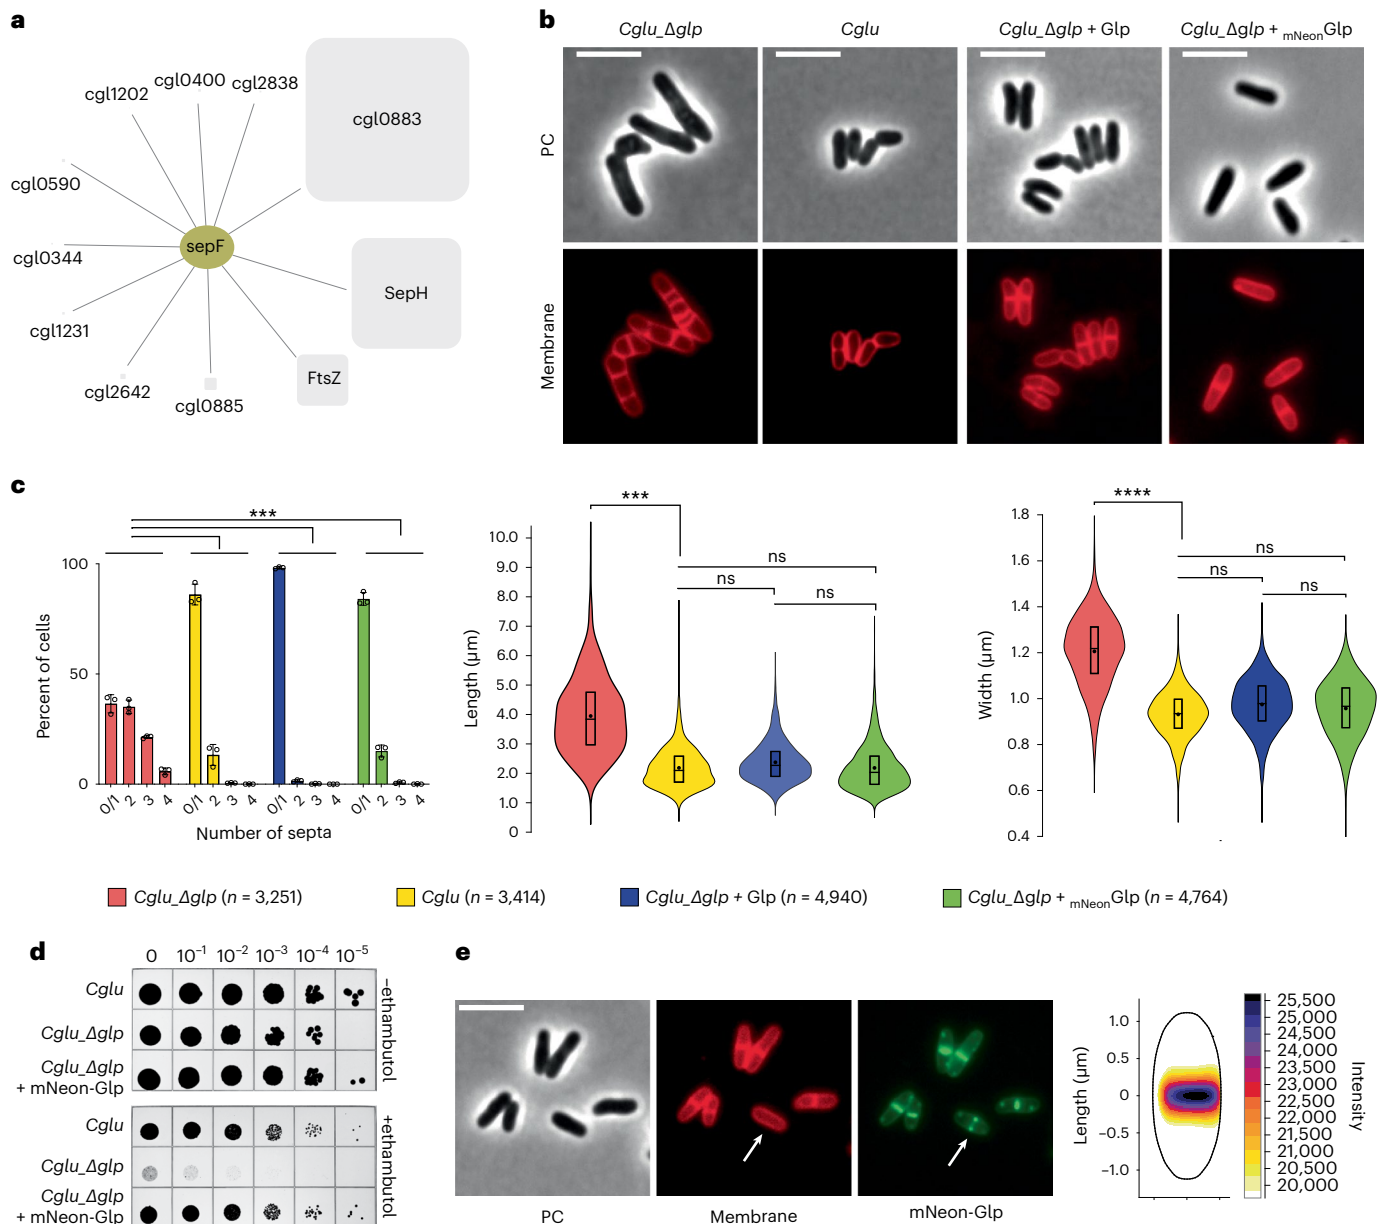 a
cgl1202
cgl0400
cgl2838
cgl0883
cgl0590
sepF
cgl0344
SepH
cgl1231
FtsZ
cgl2642
cgl0885
b
Cglu_Δglp
Cglu
Cglu_Δglp + Glp
Cglu_Δglp + mNeonGlp
PC
Membrane
c
***
100
50
0
Percent of cells
0/1 2 3 4 0/1 2 3 4 0/1 2 3 4 0/1 2 3 4
Number of septa
***
ns
ns
ns
10.0
9.0
8.0
7.0
6.0
5.0
4.0
3.0
2.0
1.0
0
Length (µm)
****
ns
ns
ns
1.8
1.6
1.4
1.2
1.0
0.8
0.6
0.4
Width (µm)
Cglu_Δglp (n = 3,251)
Cglu (n = 3,414)
Cglu_Δglp + Glp (n = 4,940)
Cglu_Δglp + mNeonGlp (n = 4,764)
d
0 10−1 10−2 10−3 10−4 10−5
Cglu
Cglu_Δglp
Cglu_Δglp
+ mNeon-Glp
−ethambutol
Cglu
Cglu_Δglp
Cglu_Δglp
+ mNeon-Glp
+ethambutol
e
PC
Membrane
mNeon-Glp
1.0
0.5
0
−0.5
−1.0
Length (µm)
25,500
25,000
24,500
24,000
23,500
23,000
22,500
22,000
21,500
21,000
20,500
20,000
Intensity